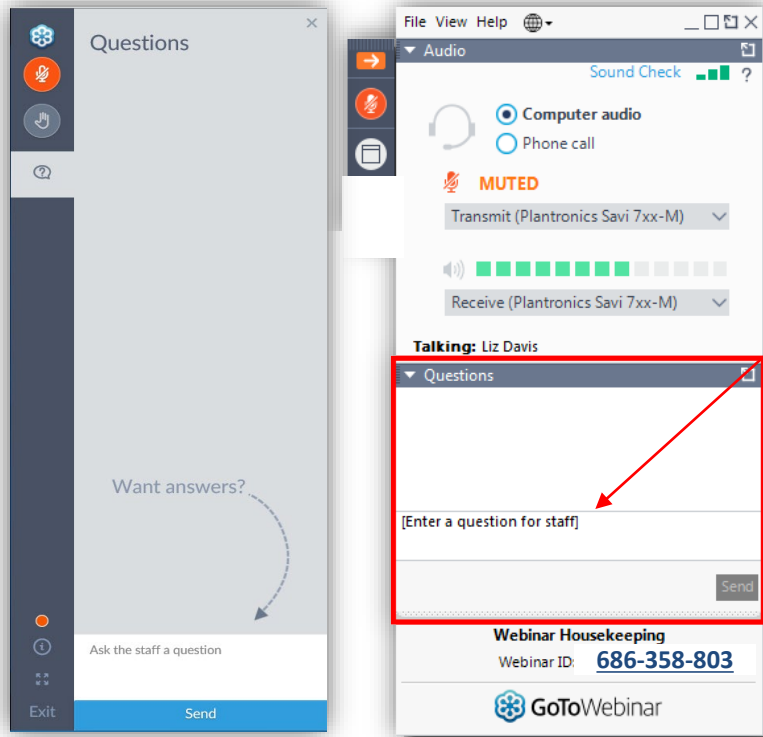 Questions
Want answers?
Ask the staff a question
Exit
Send
File View Help
Audio
Sound Check ?
Computer audio
Phone call
MUTED
Transmit (Plantronics Savi 7xx-M)
Receive (Plantronics Savi 7xx-M)
Talking: Liz Davis
Questions
[Enter a question for staff]
Send
Webinar Housekeeping
Webinar ID: 686-358-803
GoToWebinar